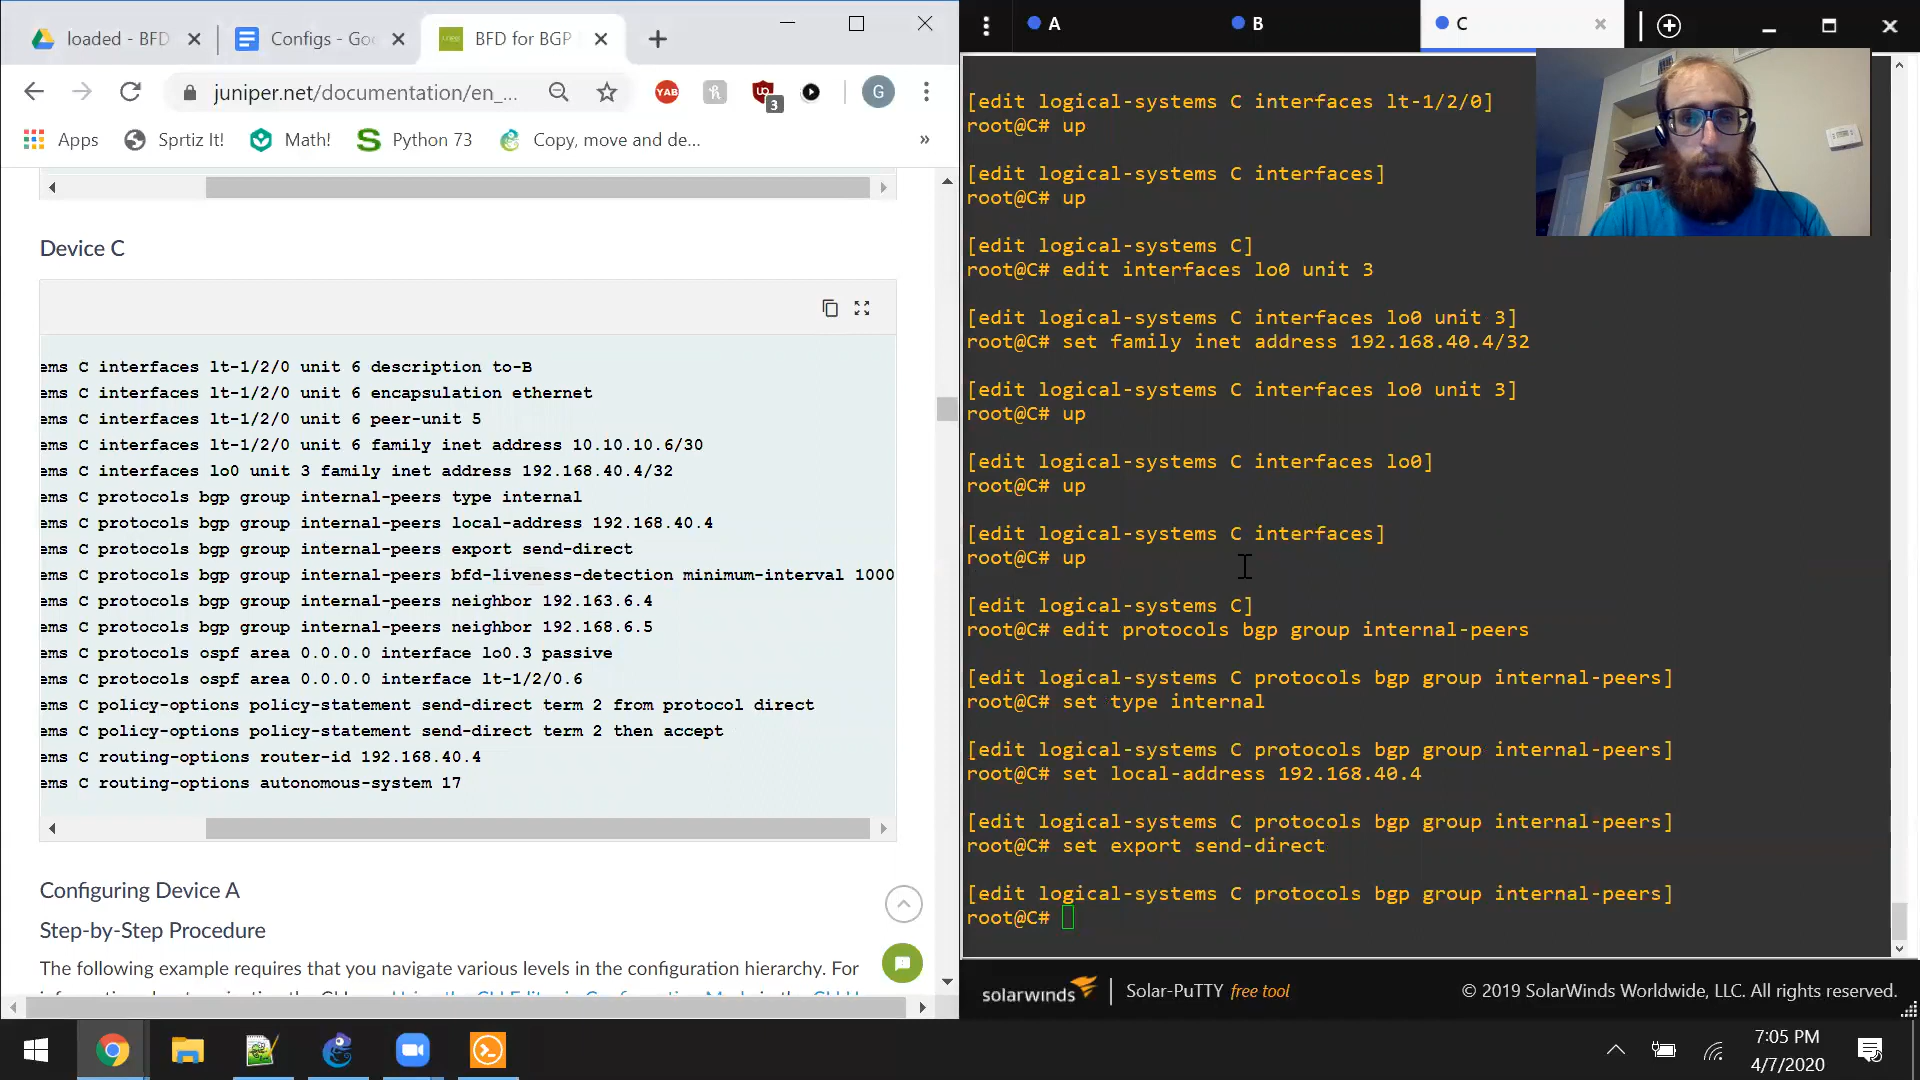 loaded - BFD
Configs - Goo
BFD for BGP
juniper.net/documentation/en_...
YAB
3
G
Apps
Sprtiz It!
Math!
Python 73
Copy, move and de...
»
Device C
ems C interfaces lt-1/2/0 unit 6 description to-B
ems C interfaces lt-1/2/0 unit 6 encapsulation ethernet
ems C interfaces lt-1/2/0 unit 6 peer-unit 5
ems C interfaces lt-1/2/0 unit 6 family inet address 10.10.10.6/30
ems C interfaces lo0 unit 3 family inet address 192.168.40.4/32
ems C protocols bgp group internal-peers type internal
ems C protocols bgp group internal-peers local-address 192.168.40.4
ems C protocols bgp group internal-peers export send-direct
ems C protocols bgp group internal-peers bfd-liveness-detection minimum-interval 1000
ems C protocols bgp group internal-peers neighbor 192.163.6.4
ems C protocols bgp group internal-peers neighbor 192.168.6.5
ems C protocols ospf area 0.0.0.0 interface lo0.3 passive
ems C protocols ospf area 0.0.0.0 interface lt-1/2/0.6
ems C policy-options policy-statement send-direct term 2 from protocol direct
ems C policy-options policy-statement send-direct term 2 then accept
ems C routing-options router-id 192.168.40.4
ems C routing-options autonomous-system 17
Configuring Device A
Step-by-Step Procedure
The following example requires that you navigate various levels in the configuration hierarchy. For
A
B
C
[edit logical-systems C interfaces lt-1/2/0]
root@C# up
[edit logical-systems C interfaces]
root@C# up
[edit logical-systems C]
root@C# edit interfaces lo0 unit 3
[edit logical-systems C interfaces lo0 unit 3]
root@C# set family inet address 192.168.40.4/32
[edit logical-systems C interfaces lo0 unit 3]
root@C# up
[edit logical-systems C interfaces lo0]
root@C# up
[edit logical-systems C interfaces]
root@C# up
[edit logical-systems C]
root@C# edit protocols bgp group internal-peers
[edit logical-systems C protocols bgp group internal-peers]
root@C# set type internal
[edit logical-systems C protocols bgp group internal-peers]
root@C# set local-address 192.168.40.4
[edit logical-systems C protocols bgp group internal-peers]
root@C# set export send-direct
[edit logical-systems C protocols bgp group internal-peers]
root@C#
solarwinds
Solar-PuTTY free tool
© 2019 SolarWinds Worldwide, LLC. All rights reserved.
7:05 PM
4/7/2020